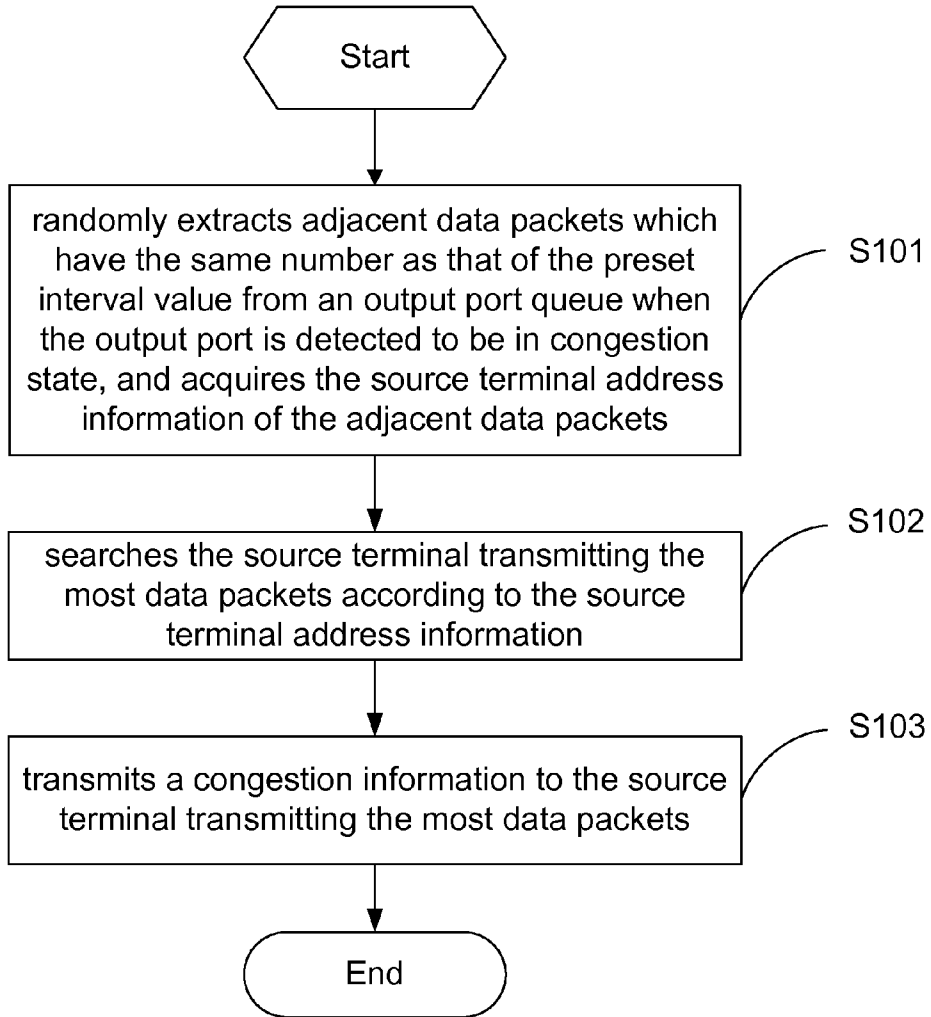 Start
randomly extracts adjacent data packets which
have the same number as that of the preset
interval value from an output port queue when
the output port is detected to be in congestion
state, and acquires the source terminal address
information of the adjacent data packets
S101
searches the source terminal transmitting the
most data packets according to the source
terminal address information
S102
transmits a congestion information to the source
terminal transmitting the most data packets
S103
End